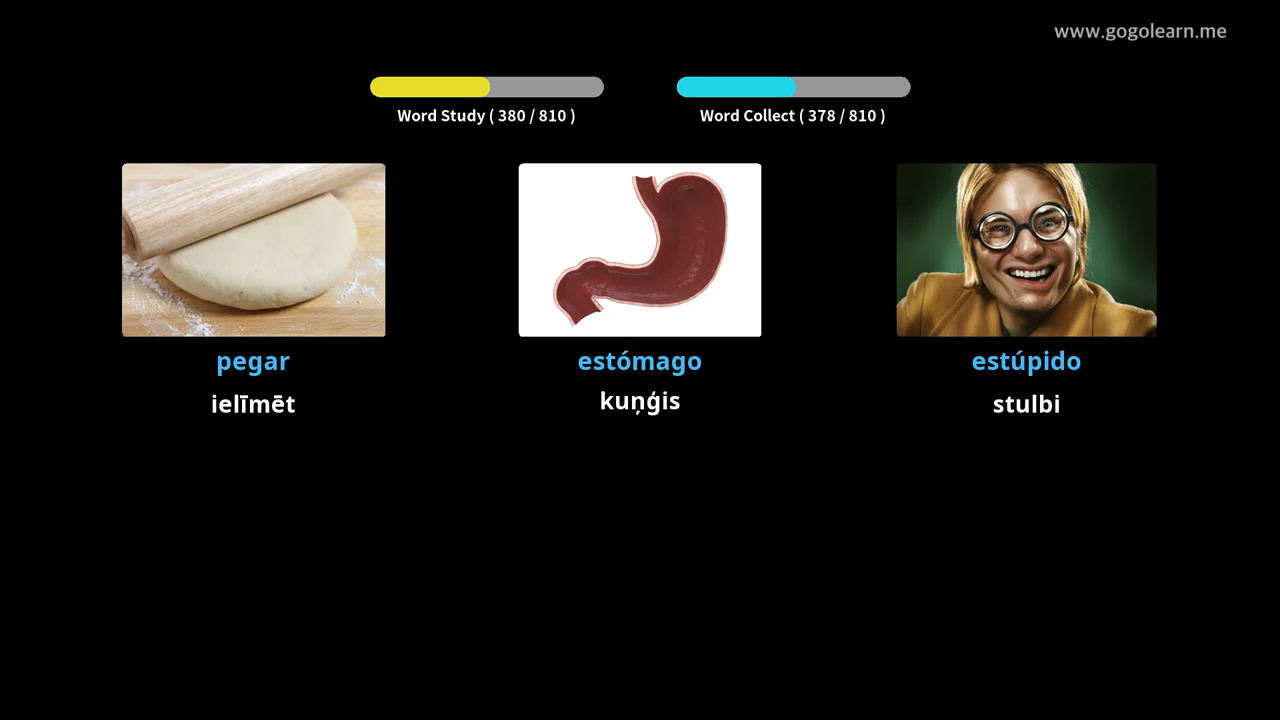 www.gogolearn.me
Word Study ( 380 / 810 )
Word Collect ( 378 / 810 )
pegar
estómago
estúpido
ielīmēt
kuņģis
stulbi